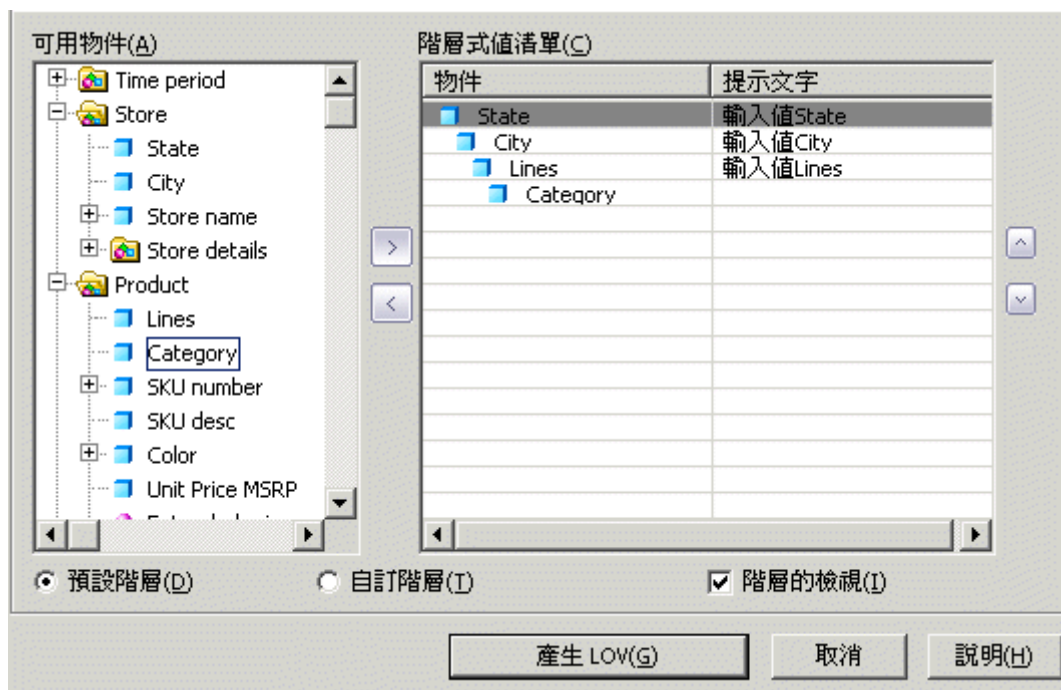 可用物件(A)
Time period
Store
State
City
Store name
Store details
Product
Lines
Category
SKU number
SKU desc
Color
Unit Price MSRP
階層式值清單(C)
物件 提示文字
State 輸入值State
City 輸入值City
Lines 輸入值Lines
Category
預設階層(D) 自訂階層(T) 階層的檢視(I)
產生 LOV(G) 取消 說明(H)